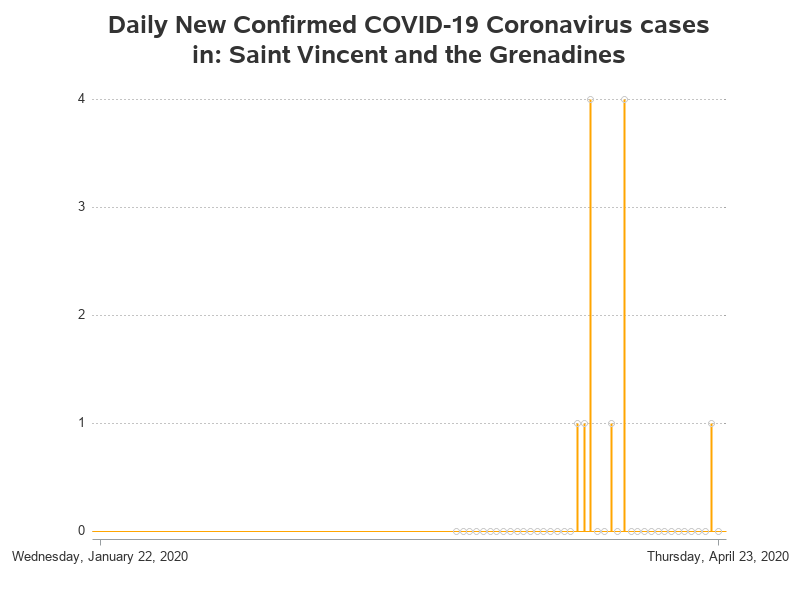 Daily New Confirmed COVID-19 Coronavirus cases
in: Saint Vincent and the Grenadines
4
3
2
1
0
Wednesday, January 22, 2020
Thursday, April 23, 2020